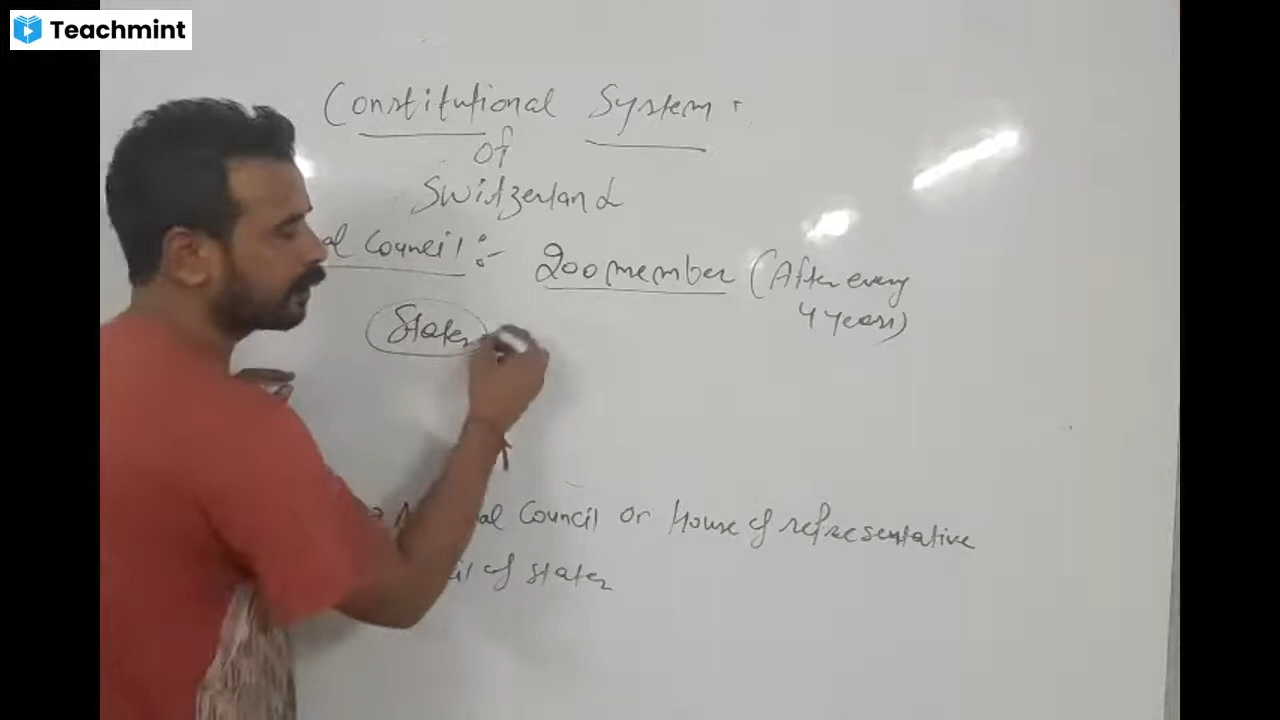 Teachmint
Constitutional System :
of
Switzerland
al Council :- 200 member (After every
4 years)
States
al Council or House of representative
il of states